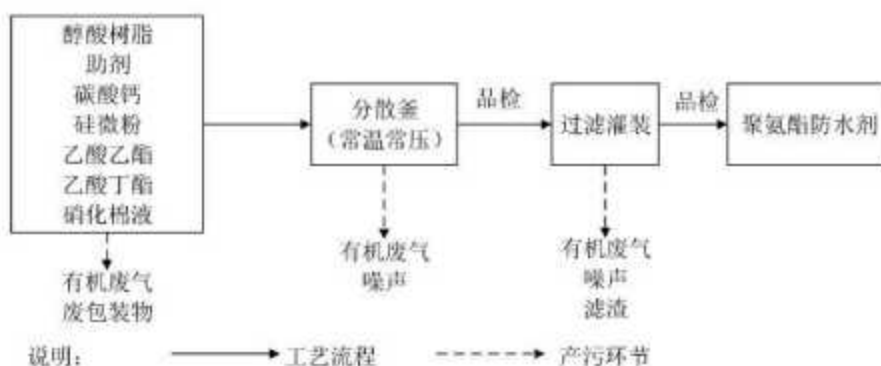 醇酸树脂
助剂
碳酸钙
硅微粉
乙酸乙酯
乙酸丁酯
硝化棉液
分散釜
（常温常压）
品检
过滤灌装
品检
聚氨酯防水剂
有机废气
废包装物
有机废气
噪声
有机废气
噪声
滤渣
说明：
工艺流程
产污环节